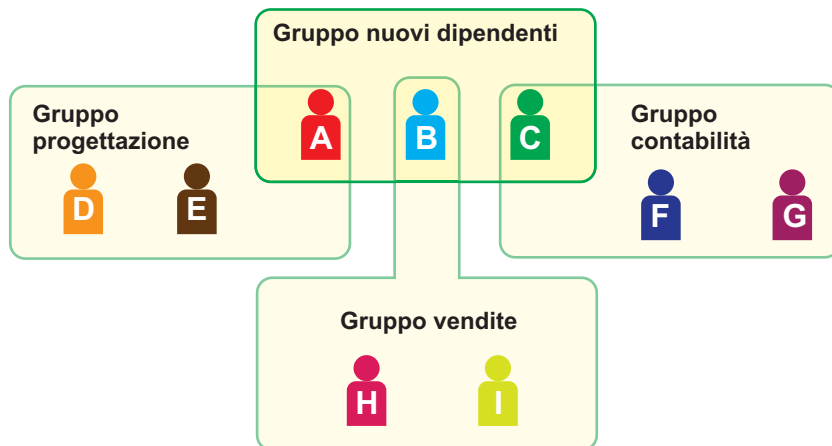 Gruppo nuovi dipendenti
Gruppo
progettazione
A
B
C
Gruppo
contabilità
D
E
F
G
Gruppo vendite
H
I